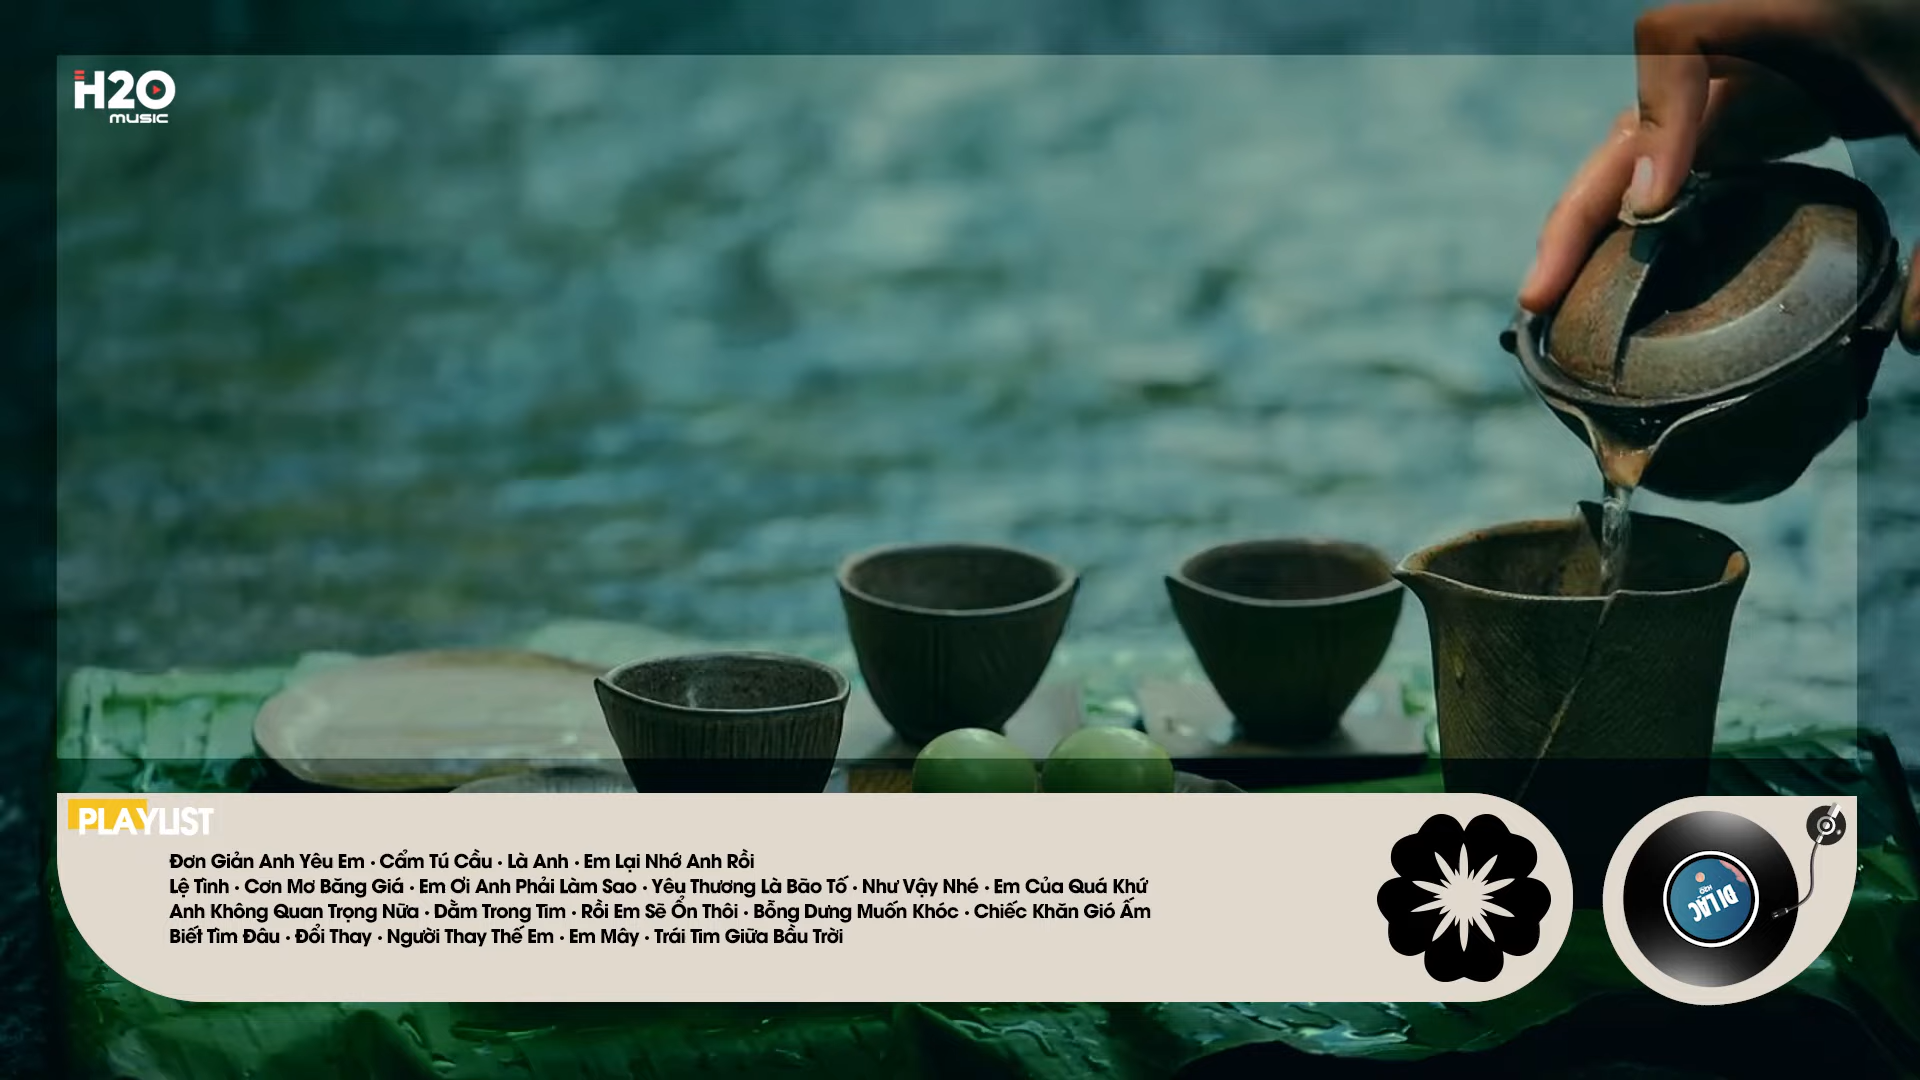 H2O
MUSIC
PLAYLIST
Đơn Giản Anh Yêu Em · Cẩm Tú Cầu · Là Anh · Em Lại Nhớ Anh Rồi
Lệ Tình · Cơn Mơ Băng Giá · Em Ơi Anh Phải Làm Sao · Yêu Thương Là Bão Tố · Như Vậy Nhé · Em Của Quá Khứ
Anh Không Quan Trọng Nữa · Dằm Trong Tim · Rồi Em Sẽ Ổn Thôi · Bỗng Dưng Muốn Khóc · Chiếc Khăn Gió Ấm
Biết Tìm Đâu · Đổi Thay · Người Thay Thế Em · Em Mây · Trái Tim Giữa Bầu Trời
H2O
DI LẠC